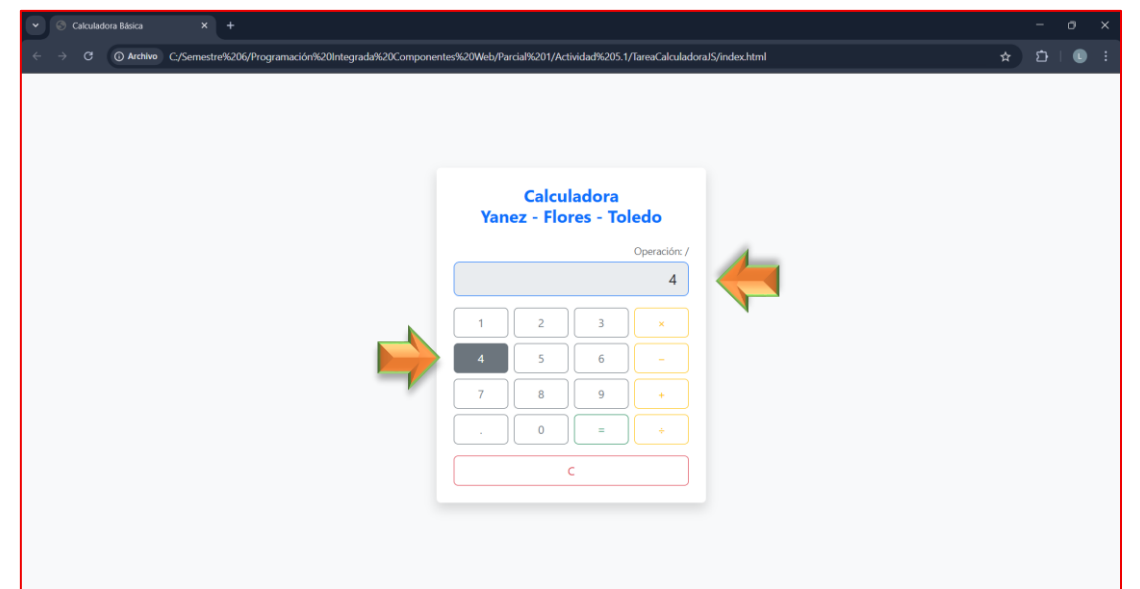 Calculadora Básica
Archivo C:/Semestre%206/Programación%20Integrada%20Componentes%20Web/Parcial%201/Actividad%205.1/TareaCalculadoraJS/index.html
L
Calculadora
Yanez - Flores - Toledo
Operación: /
4
1 2 3 ×
4 5 6 −
7 8 9 +
. 0 = ÷
C